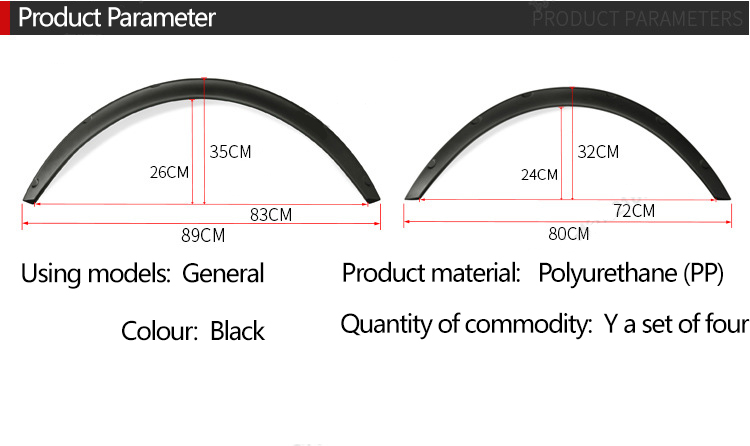 Product Parameter
PRODUCT PARAMETERS
35CM
26CM
83CM
89CM
32CM
24CM
72CM
80CM
Using models: General
Product material: Polyurethane (PP)
Colour: Black
Quantity of commodity: Y a set of four